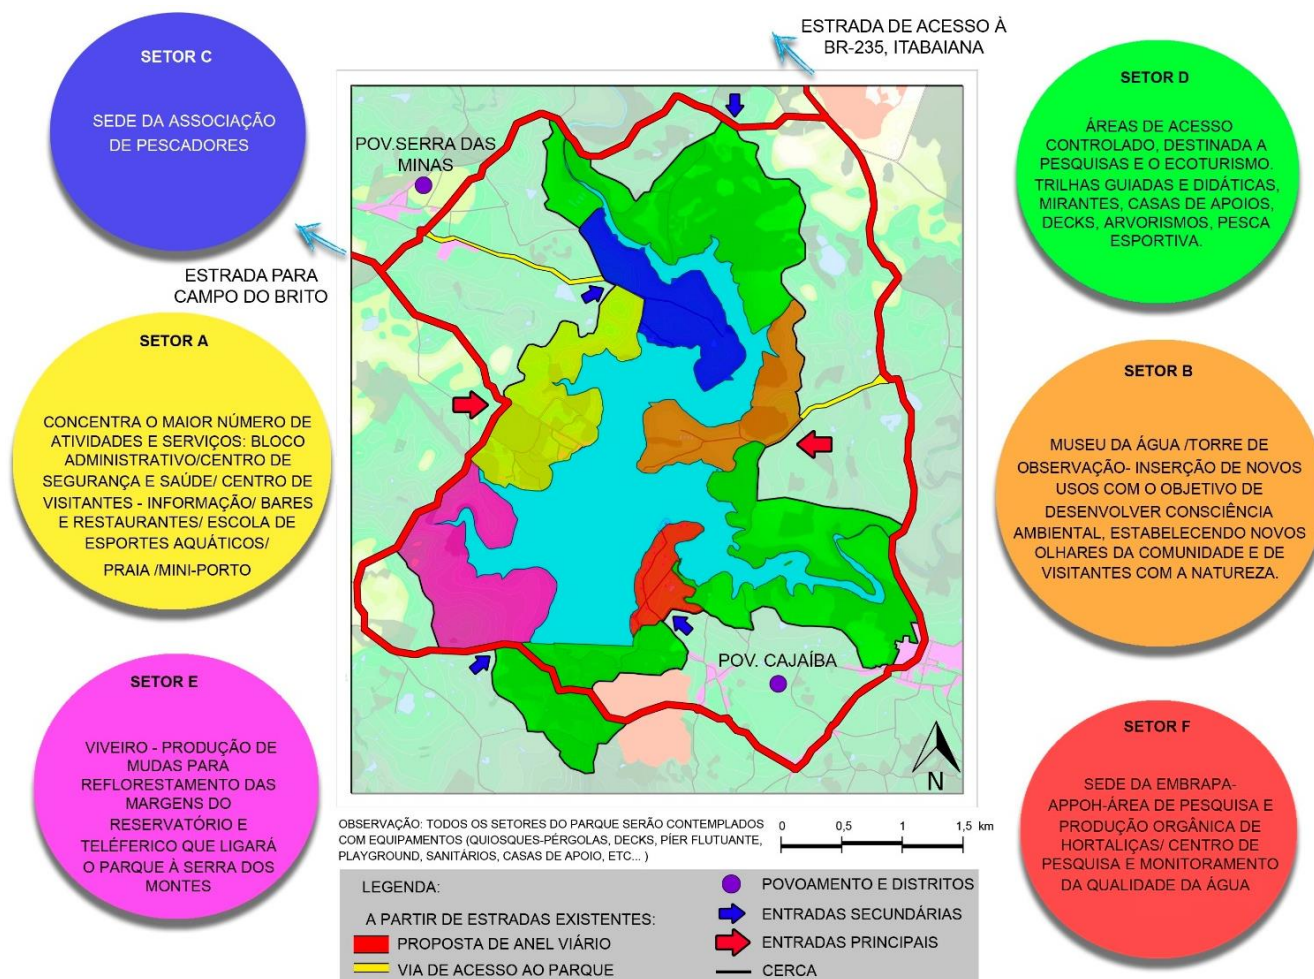 SETOR C
SEDE DA ASSOCIAÇÃO
DE PESCADORES
ESTRADA DE ACESSO À
BR-235, ITABAIANA
SETOR D
ÁREAS DE ACESSO
CONTROLADO, DESTINADA A
PESQUISAS E O ECOTURISMO.
TRILHAS GUIADAS E DIDÁTICAS,
MIRANTES, CASAS DE APOIOS,
DECKS, ARVORISMOS, PESCA
ESPORTIVA.
POV.SERRA DAS
MINAS
ESTRADA PARA
CAMPO DO BRITO
SETOR A
CONCENTRA O MAIOR NÚMERO DE
ATIVIDADES E SERVIÇOS: BLOCO
ADMINISTRATIVO/CENTRO DE
SEGURANÇA E SAÚDE/ CENTRO DE
VISITANTES - INFORMAÇÃO/ BARES
E RESTAURANTES/ ESCOLA DE
ESPORTES AQUÁTICOS/
PRAIA /MINI-PORTO
SETOR B
MUSEU DA ÁGUA /TORRE DE
OBSERVAÇÃO- INSERÇÃO DE NOVOS
USOS COM O OBJETIVO DE
DESENVOLVER CONSCIÊNCIA
AMBIENTAL, ESTABELECENDO NOVOS
OLHARES DA COMUNIDADE E DE
VISITANTES COM A NATUREZA.
POV. CAJAÍBA
SETOR E
VIVEIRO - PRODUÇÃO DE
MUDAS PARA
REFLORESTAMENTO DAS
MARGENS DO
RESERVATÓRIO E
TELÉFERICO QUE LIGARÁ
O PARQUE À SERRA DOS
MONTES
SETOR F
SEDE DA EMBRAPA-
APPOH-ÁREA DE PESQUISA E
PRODUÇÃO ORGÂNICA DE
HORTALIÇAS/ CENTRO DE
PESQUISA E MONITORAMENTO
DA QUALIDADE DA ÁGUA
N
OBSERVAÇÃO: TODOS OS SETORES DO PARQUE SERÃO CONTEMPLADOS
COM EQUIPAMENTOS (QUIOSQUES-PÉRGOLAS, DECKS, PÍER FLUTUANTE,
PLAYGROUND, SANITÁRIOS, CASAS DE APOIO, ETC... )
0 0,5 1 1,5 km
LEGENDA:
A PARTIR DE ESTRADAS EXISTENTES:
PROPOSTA DE ANEL VIÁRIO
VIA DE ACESSO AO PARQUE
POVOAMENTO E DISTRITOS
ENTRADAS SECUNDÁRIAS
ENTRADAS PRINCIPAIS
CERCA